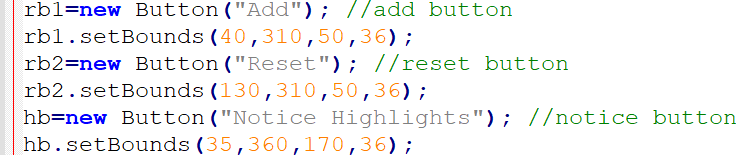 rb1=new Button("Add"); //add button
rb1.setBounds(40,310,50,36);
rb2=new Button("Reset"); //reset button
rb2.setBounds(130,310,50,36);
hb=new Button("Notice Highlights"); //notice button
hb.setBounds(35,360,170,36);